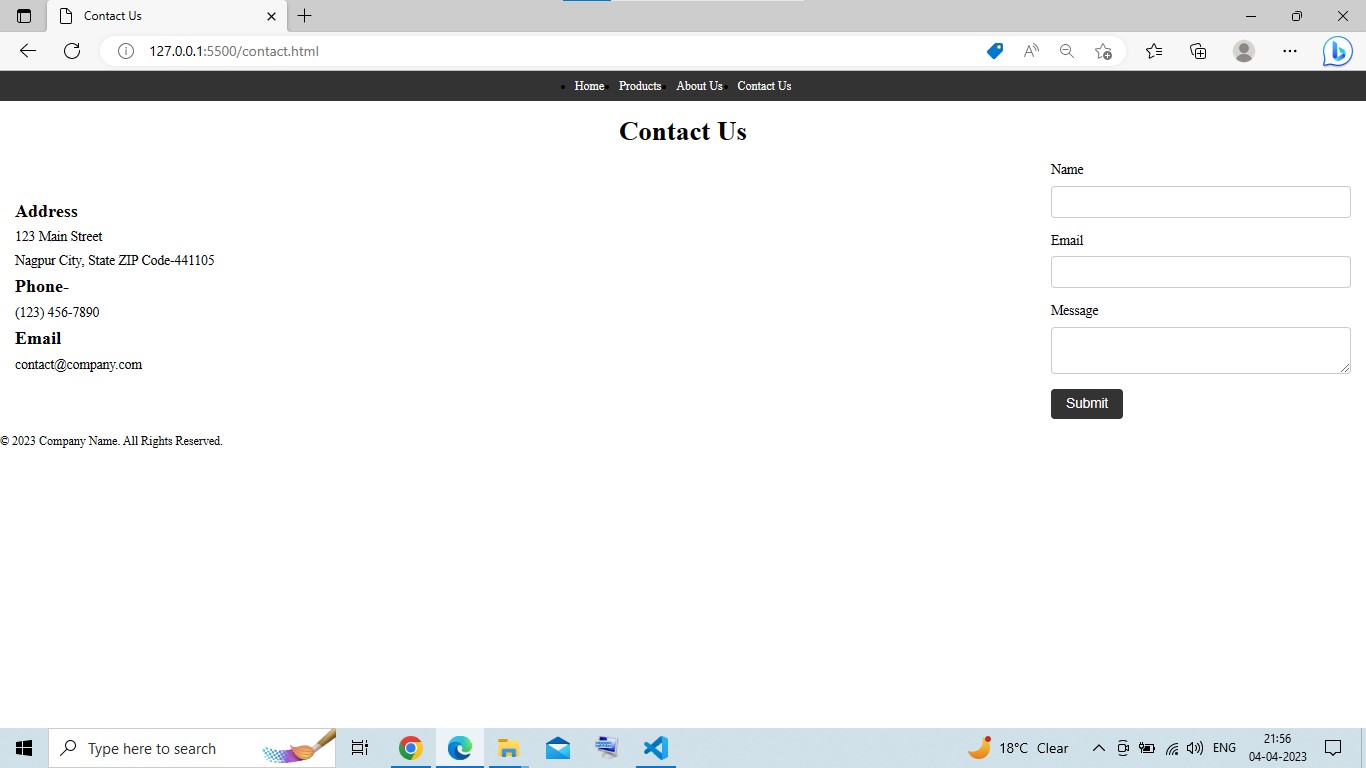 Contact Us
127.0.0.1:5500/contact.html
Home Products About Us Contact Us
Contact Us
Address
123 Main Street
Nagpur City, State ZIP Code-441105
Phone-
(123) 456-7890
Email
contact@company.com
Name
Email
Message
Submit
© 2023 Company Name. All Rights Reserved.
Type here to search
18°C Clear
ENG
21:56
04-04-2023